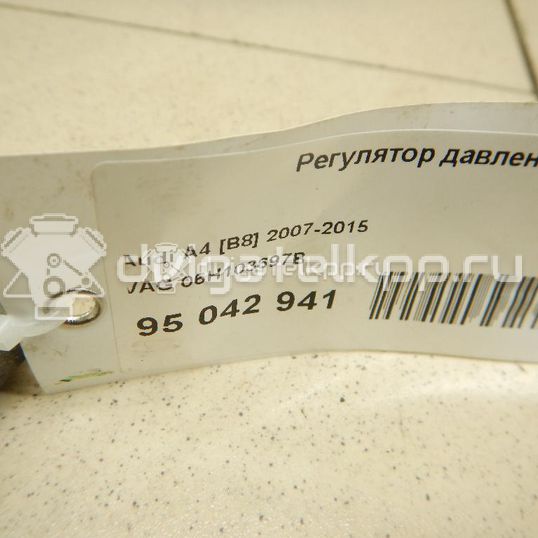 Регулятор давлен
Audi A4 [B8] 2007-2015
VAG 06H103697B
95 042 941